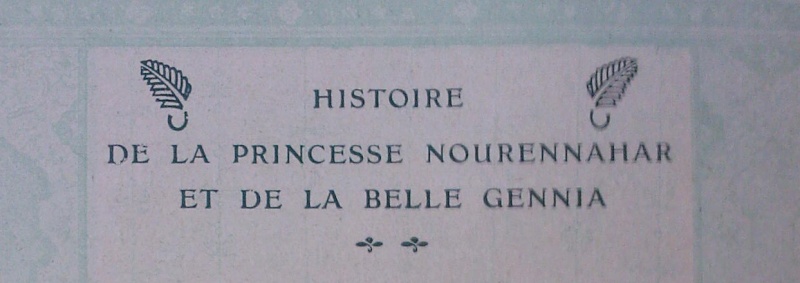 HISTOIRE
DE LA PRINCESSE NOURENNAHAR
ET DE LA BELLE GENNIA